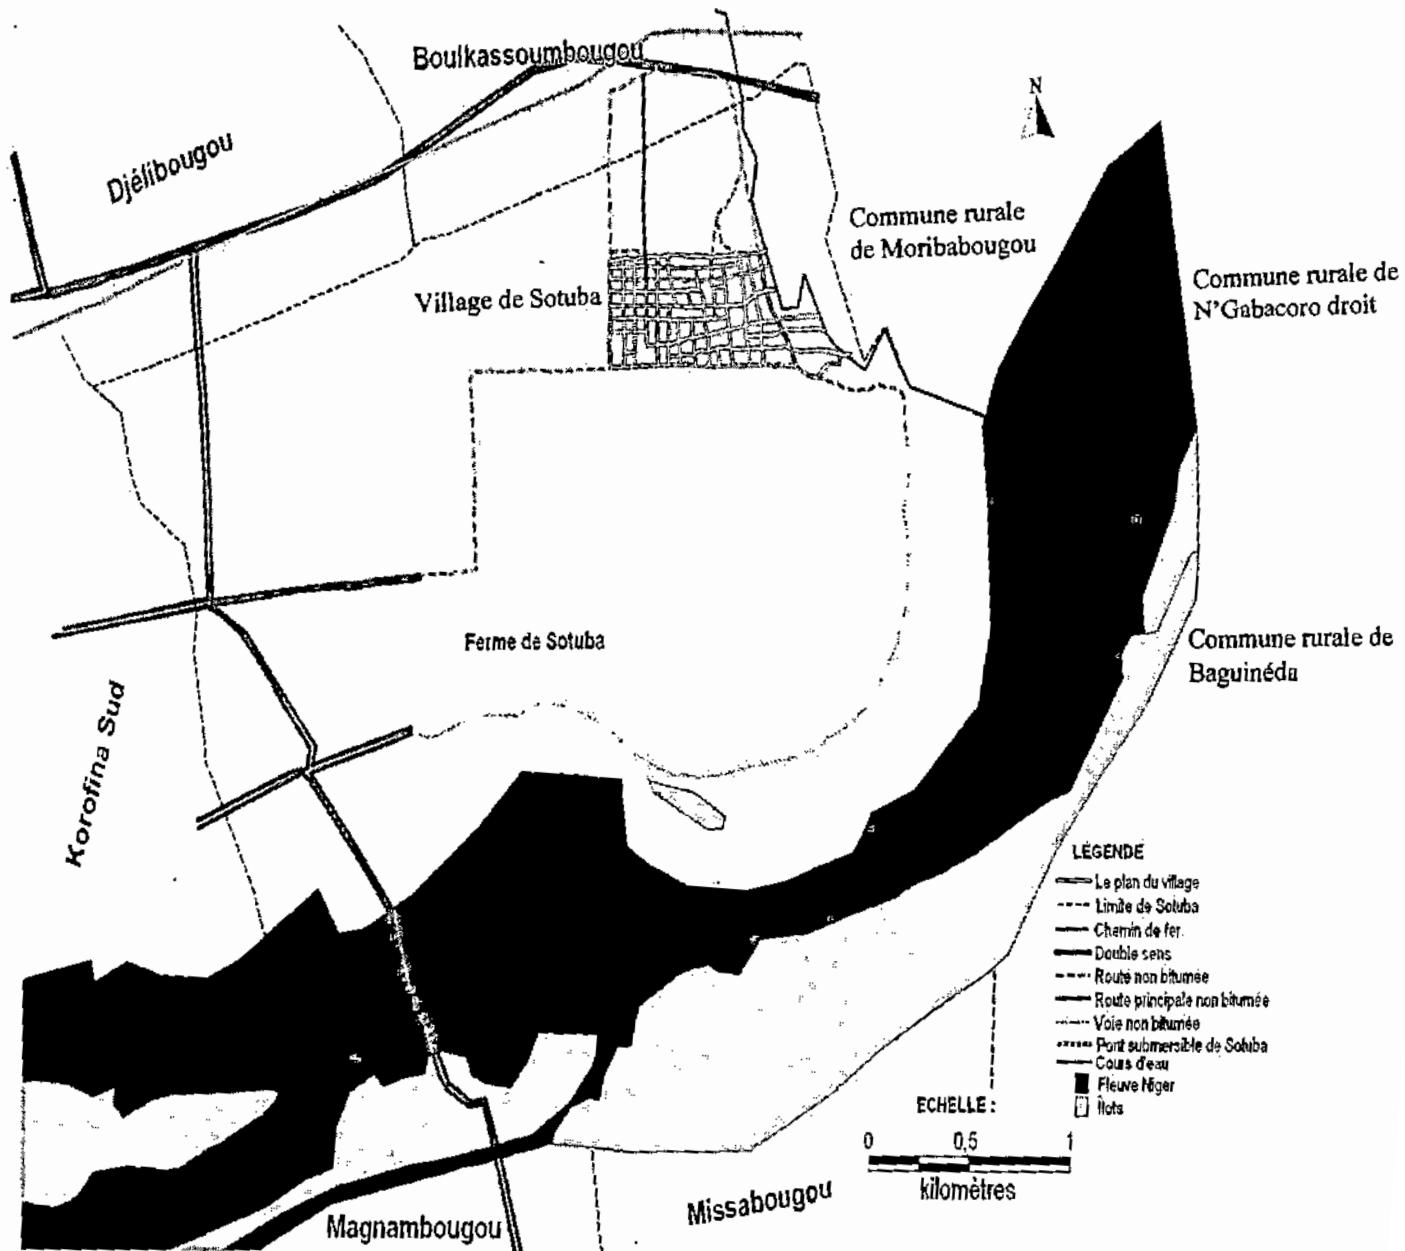 Boulkassoumbougou
N
Djélibougou
Commune rurale
de Moribabougou
Commune rurale de
N'Gabacoro droit
Village de Sotuba
Ferme de Sotuba
Commune rurale de
Baguinéda
Korofina Sud
LÉGENDE
Le plan du village
Limite de Sotuba
Chemin de fer
Double sens
Route non bitumée
Route principale non bitumée
Voie non bitumée
Pont submersible de Sotuba
Cours d'eau
Fleuve Niger
Îlots
ECHELLE :
0 0,5 1
kilomètres
Missabougou
Magnambougou